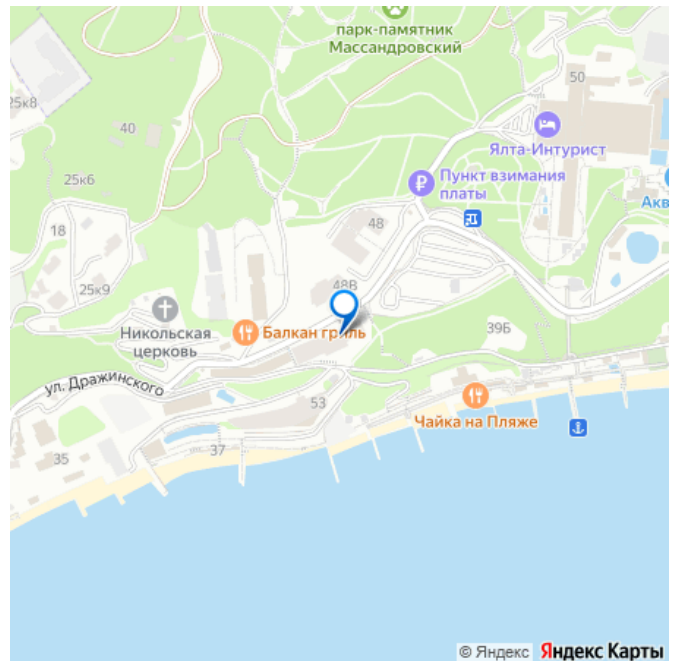 парк-памятник
Массандровский
50
25к8
40
Ялта-Интурист
Пункт взимания
платы
25к6
Акв
18
48
25к9
48В
Никольская
церковь
Балкан гриль
39Б
ул. Дражинского
53
Чайка на Пляже
37
35
© Яндекс Яндекс Карты